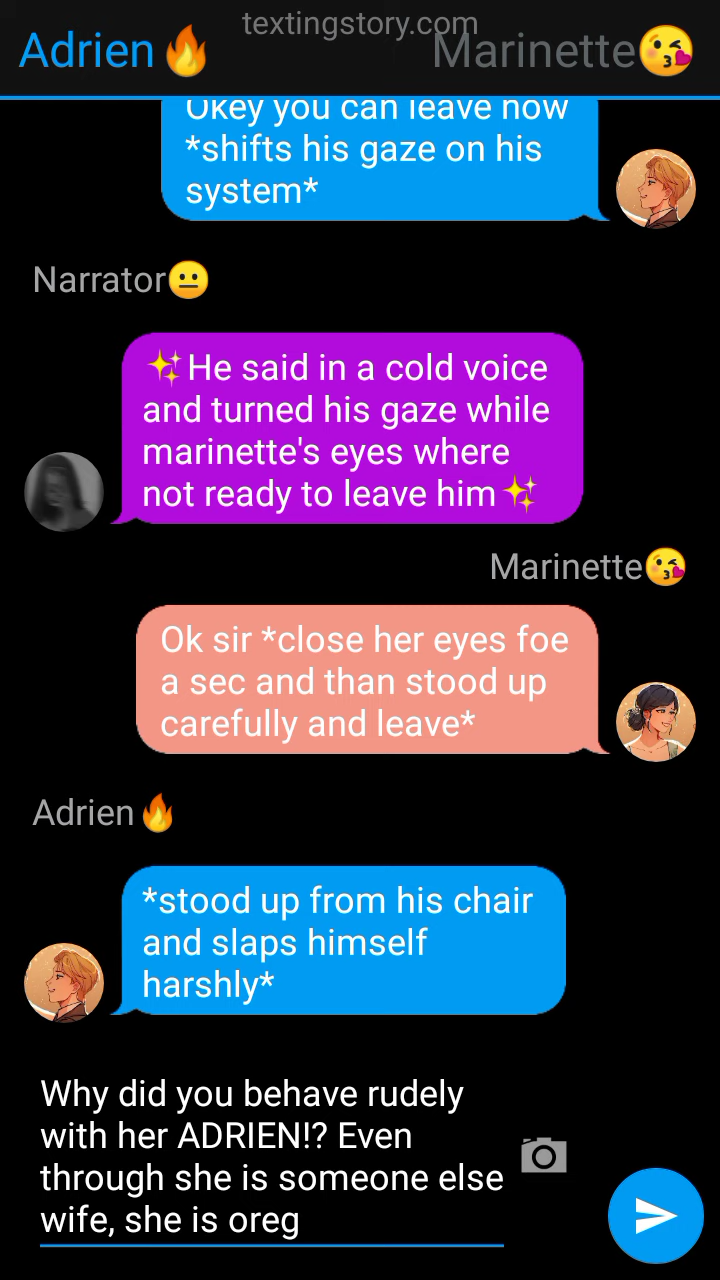 textingstory.com
Adrien🔥 Marinette😘
Okey you can leave now
*shifts his gaze on his
system*
Narrator😐
✨He said in a cold voice
and turned his gaze while
marinette's eyes where
not ready to leave him✨
Marinette😘
Ok sir *close her eyes foe
a sec and than stood up
carefully and leave*
Adrien🔥
*stood up from his chair
and slaps himself
harshly*
Why did you behave rudely
with her ADRIEN!? Even
through she is someone else
wife, she is oreg